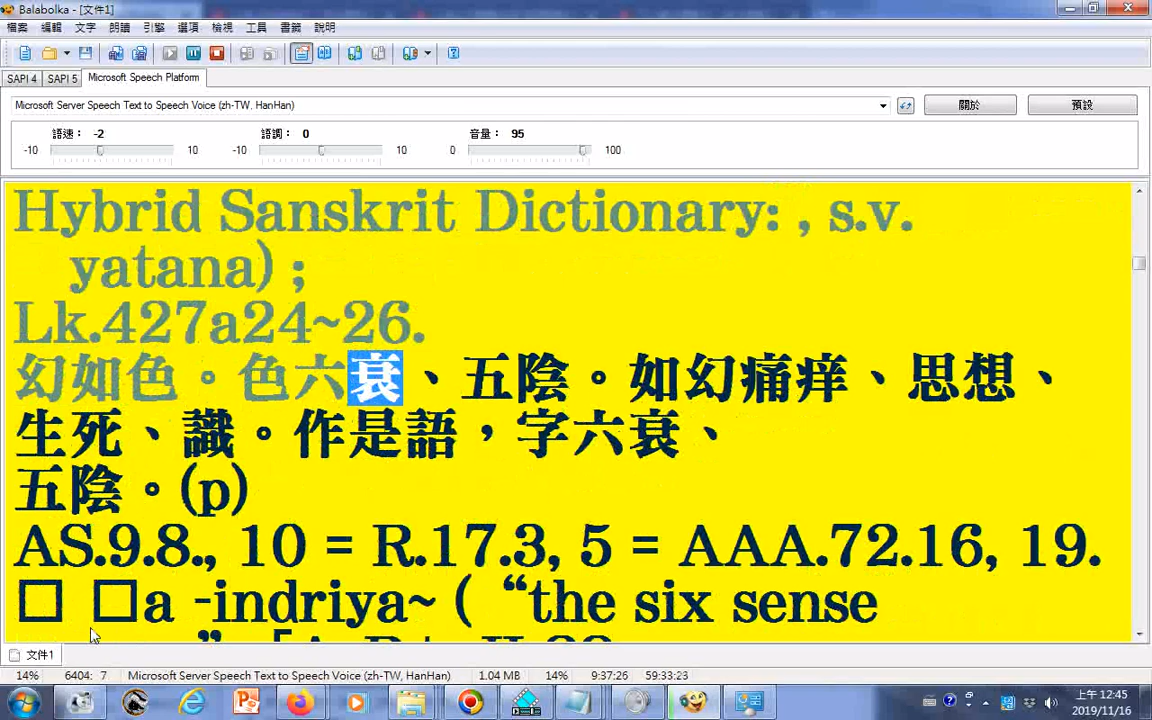 Balabolka - [文件1]
檔案 編輯 文字 朗讀 引擎 選項 檢視 工具 書籤 說明
SAPI 4 SAPI 5 Microsoft Speech Platform
Microsoft Server Speech Text to Speech Voice (zh-TW, HanHan) 關於 預設
語速： -2 語調： 0 音量： 95
-10 10 -10 10 0 100
Hybrid Sanskrit Dictionary: , s.v.
yatana) ;
Lk.427a24~26.
幻如色。色六衰、五陰。如幻痛痒、思想、
生死、識。作是語，字六衰、
五陰。(p)
AS.9.8., 10 = R.17.3, 5 = AAA.72.16, 19.
□ □a -indriya~ ( “the six sense
文件1
14% 6404: 7 Microsoft Server Speech Text to Speech Voice (zh-TW, HanHan) 1.04 MB 14% 9:37:26 59:33:23
上午 12:45
2019/11/16